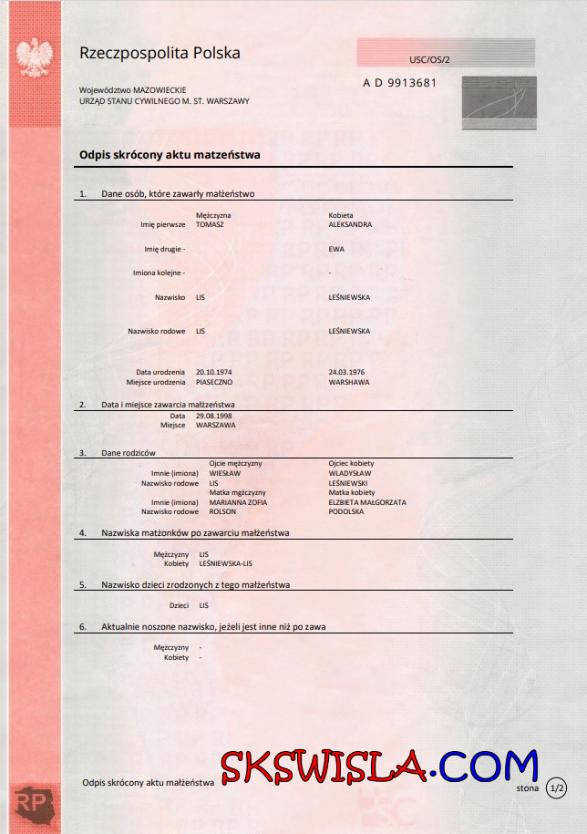 Rzeczpospolita Polska
USC/OS/2
A D 9913681
Województwo MAZOWIECKIE
URZĄD STANU CYWILNEGO M. ST. WARSZAWY
Odpis skrócony aktu matzeństwa
1. Dane osób, które zawarły małżeństwo
Mężczyzna Kobieta
Imię pierwsze TOMASZ ALEKSANDRA
Imię drugie - EWA
Imiona kolejne - -
Nazwisko LIS LEŚNIEWSKA
Nazwisko rodowe LIS LEŚNIEWSKA
Data urodzenia 20.10.1974 24.03.1976
Miejsce urodzenia PIASECZNO WARSHAWA
2. Data i miejsce zawarcia małżzeństwa
Data 29.08.1998
Miejsce WARSZAWA
3. Dane rodziców
Ojcie mężczyzny Ojciec kobiety
Imnie (imiona) WIESŁAW WLADYSŁAW
Nazwisko rodowe LIS LEŚNIEWSKI
Matka mgżczyzny Matka kobiety
Imnie (imiona) MARIANNA ZOFIA ELZBIETA MAŁGORZATA
Nazwisko rodowe ROLSON PODOLSKA
4. Nazwiska matżonków po zawarciu małżeństwa
Mężczyzny LIS
Kobiety LEŚNIEWSKA-LIS
5. Nazwisko dzieci zrodzonych z tego małżeństwa
Dzieci LIS
6. Aktualnie noszone nazwisko, jeżeli jest inne niż po zawa
Mężczyzny -
Kobiety -
SKSWISLA.COM
Odpis skrócony aktu małżeństwa
stona 1/2
RP